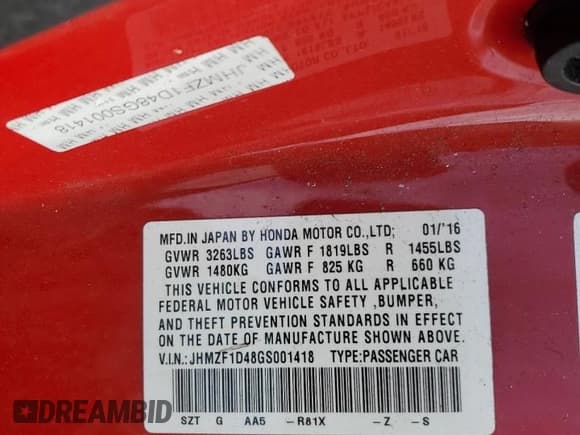 JHMZF1D48GS001418
MFD.IN JAPAN BY HONDA MOTOR CO.,LTD; 01/'16
GVWR 3263LBS GAWR F 1819LBS R 1455LBS
GVWR 1480KG GAWR F 825 KG R 660 KG
THIS VEHICLE CONFORMS TO ALL APPLICABLE
FEDERAL MOTOR VEHICLE SAFETY ,BUMPER,
AND THEFT PREVENTION STANDARDS IN EFFECT
ON THE DATE OF MANUFACTURE SHOWN ABOVE.
V.I.N.:JHMZF1D48GS001418 TYPE:PASSENGER CAR
SZT G AA5 -R81X -Z -S
DREAMBID